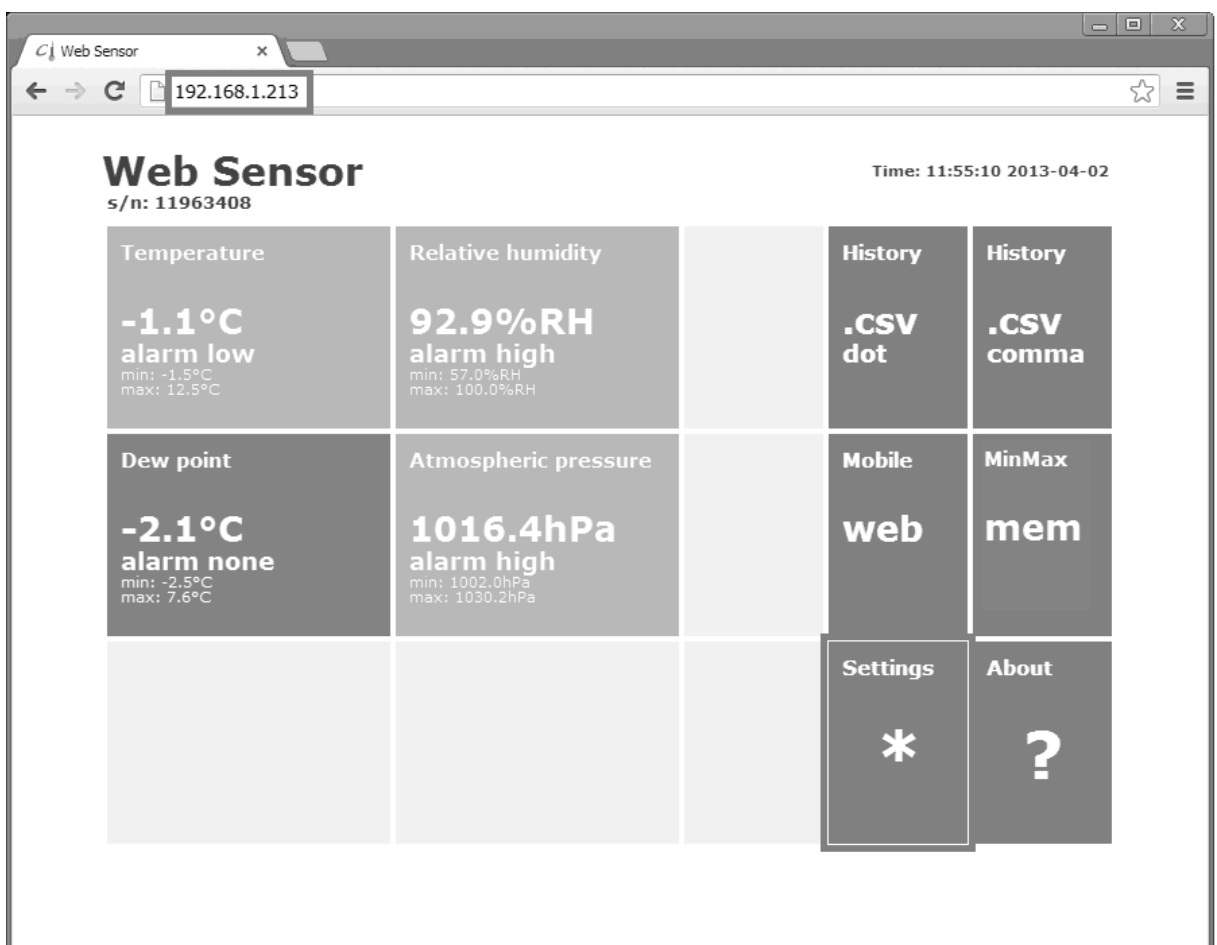 Web Sensor
192.168.1.213
Web Sensor
s/n: 11963408
Time: 11:55:10 2013-04-02
Temperature
-1.1°C
alarm low
min: -1.5°C
max: 12.5°C
Relative humidity
92.9%RH
alarm high
min: 57.0%RH
max: 100.0%RH
History
.csv
dot
History
.csv
comma
Dew point
-2.1°C
alarm none
min: -2.5°C
max: 7.6°C
Atmospheric pressure
1016.4hPa
alarm high
min: 1002.0hPa
max: 1030.2hPa
Mobile
web
MinMax
mem
Settings
*
About
?